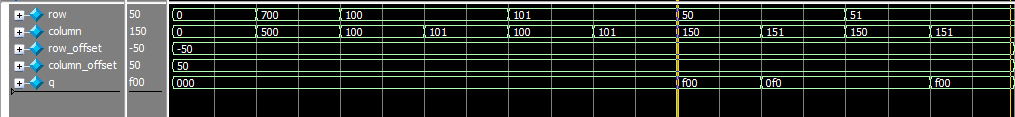 row 50 0 700 100 101 50 51
column 150 0 500 100 101 100 101 150 151 150 151
row_offset -50 -50
column_offset 50 50
q f00 000 f00 0f0 f00